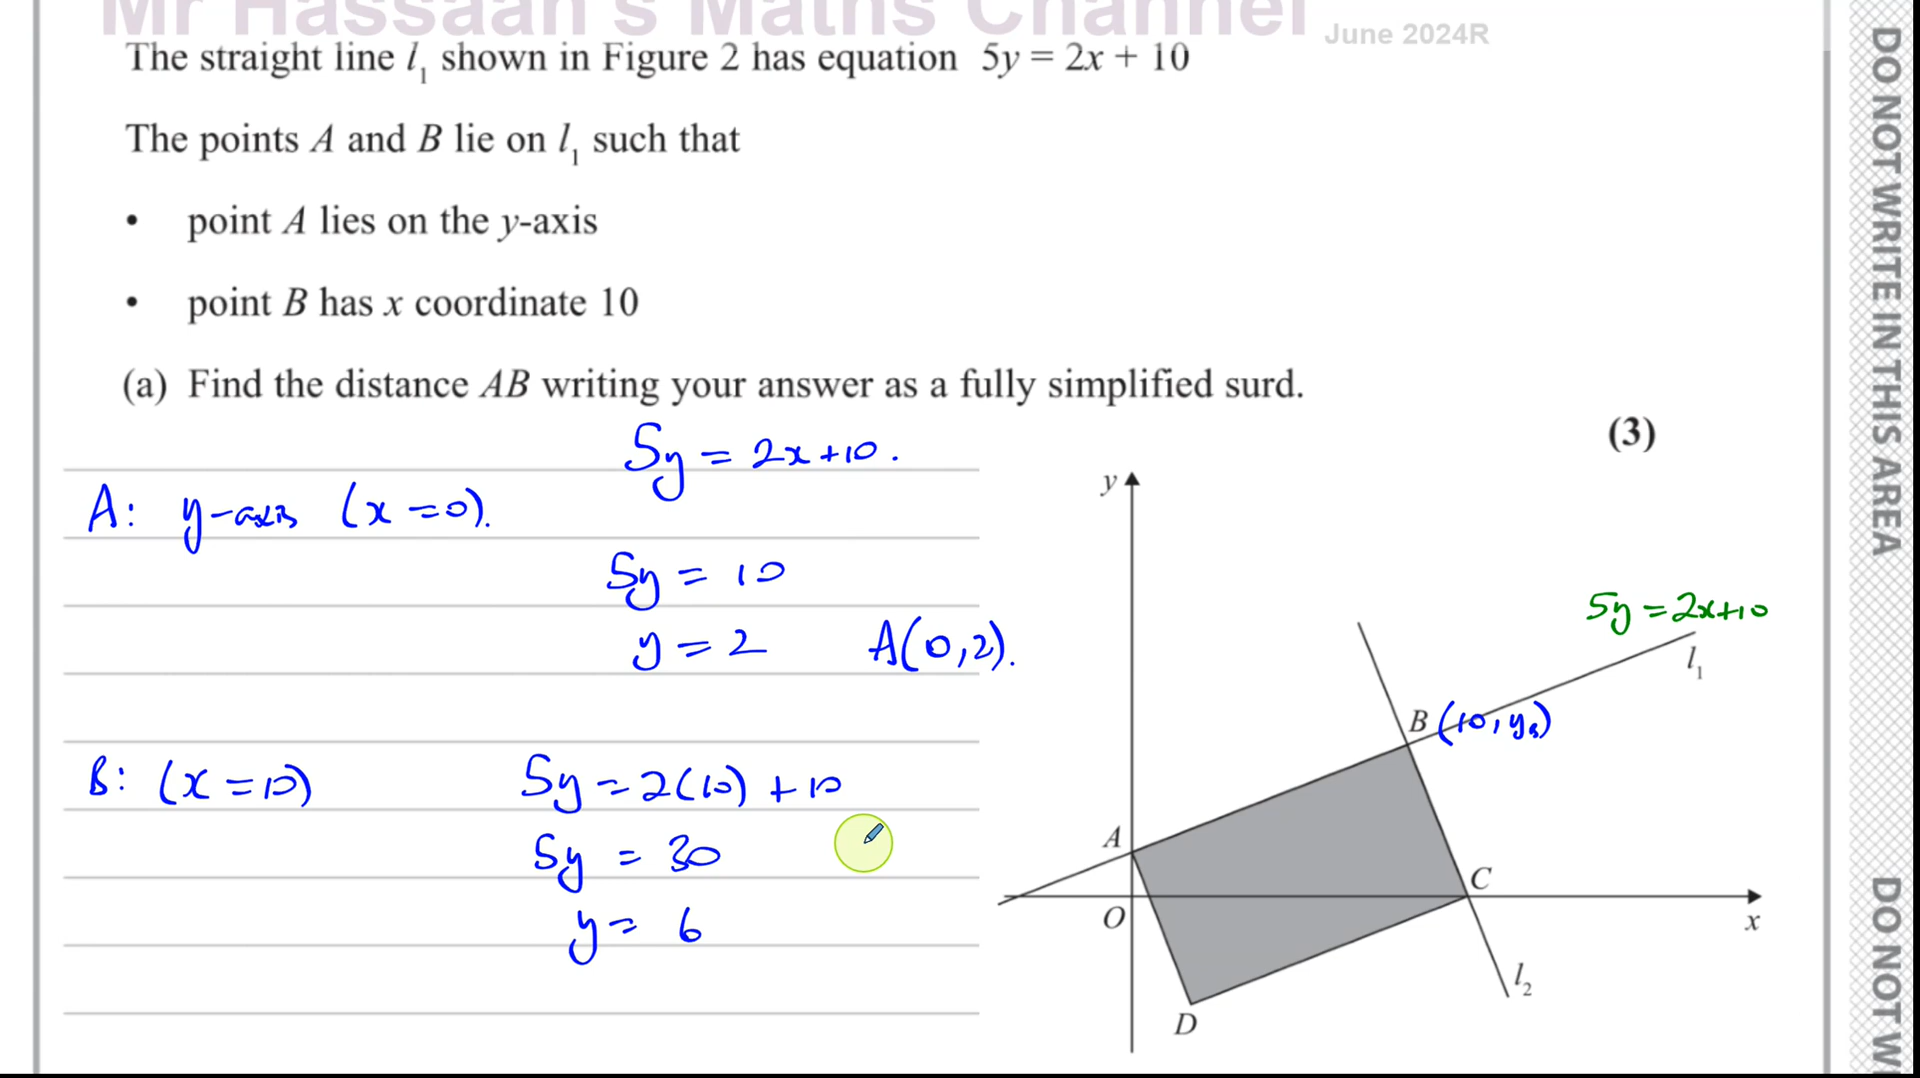 Mr Hassaan's Maths Channel
June 2024R
The straight line l₁ shown in Figure 2 has equation 5y = 2x + 10
The points A and B lie on l₁ such that
• point A lies on the y-axis
• point B has x coordinate 10
(a) Find the distance AB writing your answer as a fully simplified surd.
(3)
5y = 2x+10.
A: y-axis (x=0).
5y = 10
y = 2 A(0,2).
B: (x=10) 5y = 2(10) + 10
5y = 30
y = 6
y
5y = 2x+10
l₁
B (10, y
A
C
O
x
l₂
D
DO NOT WRITE IN THIS AREA
DO NOT W